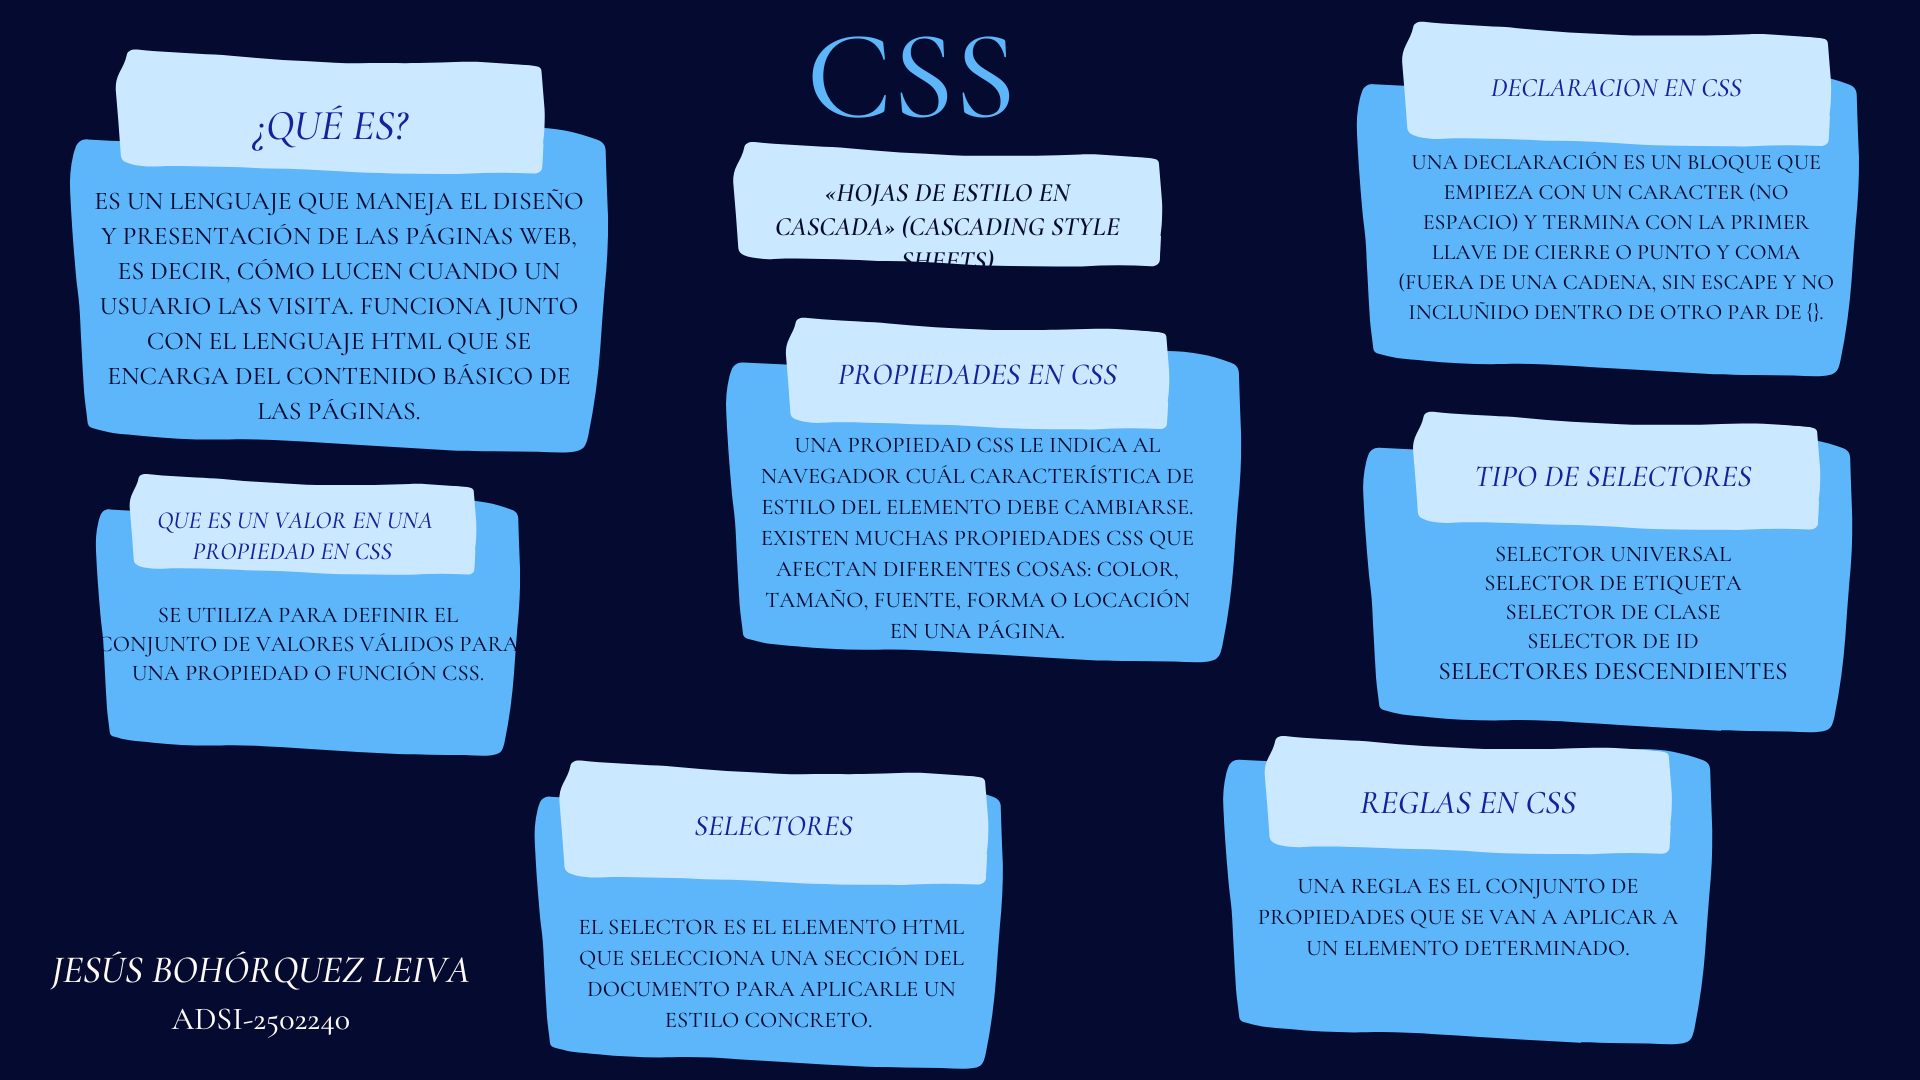 CSS
«HOJAS DE ESTILO EN
CASCADA» (CASCADING STYLE
SHEETS)
¿QUÉ ES?
ES UN LENGUAJE QUE MANEJA EL DISEÑO
Y PRESENTACIÓN DE LAS PÁGINAS WEB,
ES DECIR, CÓMO LUCEN CUANDO UN
USUARIO LAS VISITA. FUNCIONA JUNTO
CON EL LENGUAJE HTML QUE SE
ENCARGA DEL CONTENIDO BÁSICO DE
LAS PÁGINAS.
QUE ES UN VALOR EN UNA
PROPIEDAD EN CSS
SE UTILIZA PARA DEFINIR EL
CONJUNTO DE VALORES VÁLIDOS PARA
UNA PROPIEDAD O FUNCIÓN CSS.
PROPIEDADES EN CSS
UNA PROPIEDAD CSS LE INDICA AL
NAVEGADOR CUÁL CARACTERÍSTICA DE
ESTILO DEL ELEMENTO DEBE CAMBIARSE.
EXISTEN MUCHAS PROPIEDADES CSS QUE
AFECTAN DIFERENTES COSAS: COLOR,
TAMAÑO, FUENTE, FORMA O LOCACIÓN
EN UNA PÁGINA.
DECLARACION EN CSS
UNA DECLARACIÓN ES UN BLOQUE QUE
EMPIEZA CON UN CARACTER (NO
ESPACIO) Y TERMINA CON LA PRIMER
LLAVE DE CIERRE O PUNTO Y COMA
(FUERA DE UNA CADENA, SIN ESCAPE Y NO
INCLUÑIDO DENTRO DE OTRO PAR DE {}.
TIPO DE SELECTORES
SELECTOR UNIVERSAL
SELECTOR DE ETIQUETA
SELECTOR DE CLASE
SELECTOR DE ID
SELECTORES DESCENDIENTES
SELECTORES
EL SELECTOR ES EL ELEMENTO HTML
QUE SELECCIONA UNA SECCIÓN DEL
DOCUMENTO PARA APLICARLE UN
ESTILO CONCRETO.
REGLAS EN CSS
UNA REGLA ES EL CONJUNTO DE
PROPIEDADES QUE SE VAN A APLICAR A
UN ELEMENTO DETERMINADO.
JESÚS BOHÓRQUEZ LEIVA
ADSI-2502240